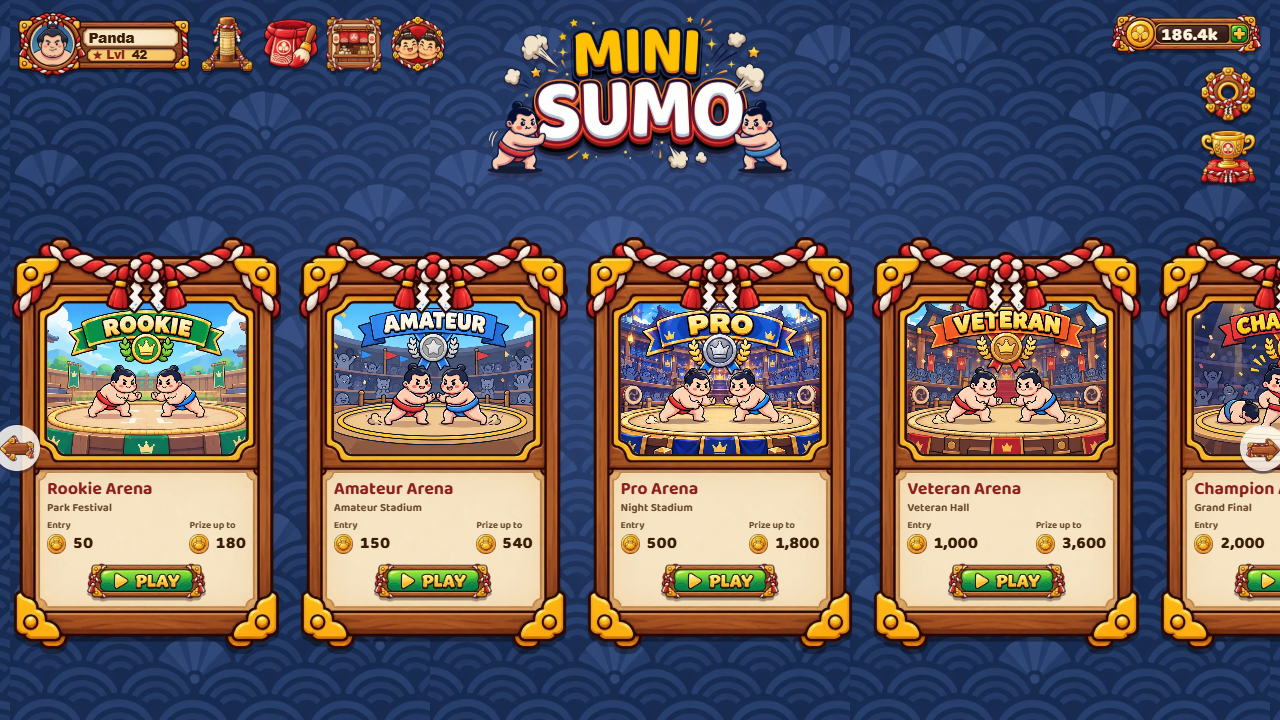 Panda
Lvl 42
MINI
SUMO
186.4k
ROOKIE
Rookie Arena
Park Festival
Entry
Prize up to
50
180
PLAY
AMATEUR
Amateur Arena
Amateur Stadium
Entry
Prize up to
150
540
PLAY
PRO
Pro Arena
Night Stadium
Entry
Prize up to
500
1,800
PLAY
VETERAN
Veteran Arena
Veteran Hall
Entry
Prize up to
1,000
3,600
PLAY
CHA
Champion
Grand Final
Entry
2,000